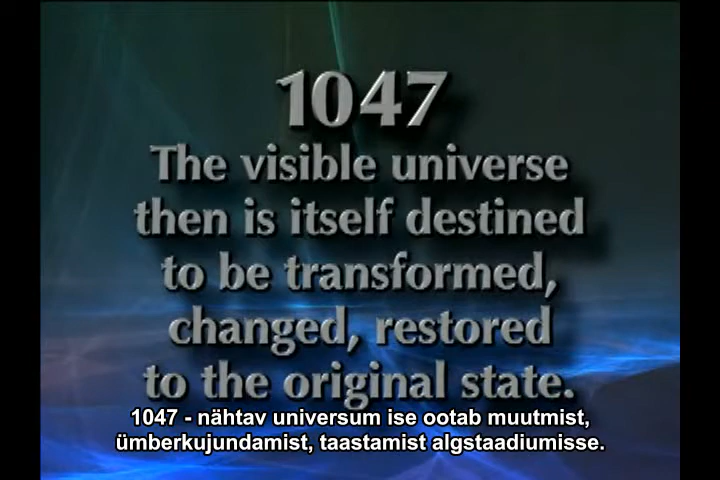 1047
The visible universe
then is itself destined
to be transformed,
changed, restored
to the original state.
1047 - nähtav universum ise ootab muutmist,
ümberkujundamist, taastamist algstaadiumisse.